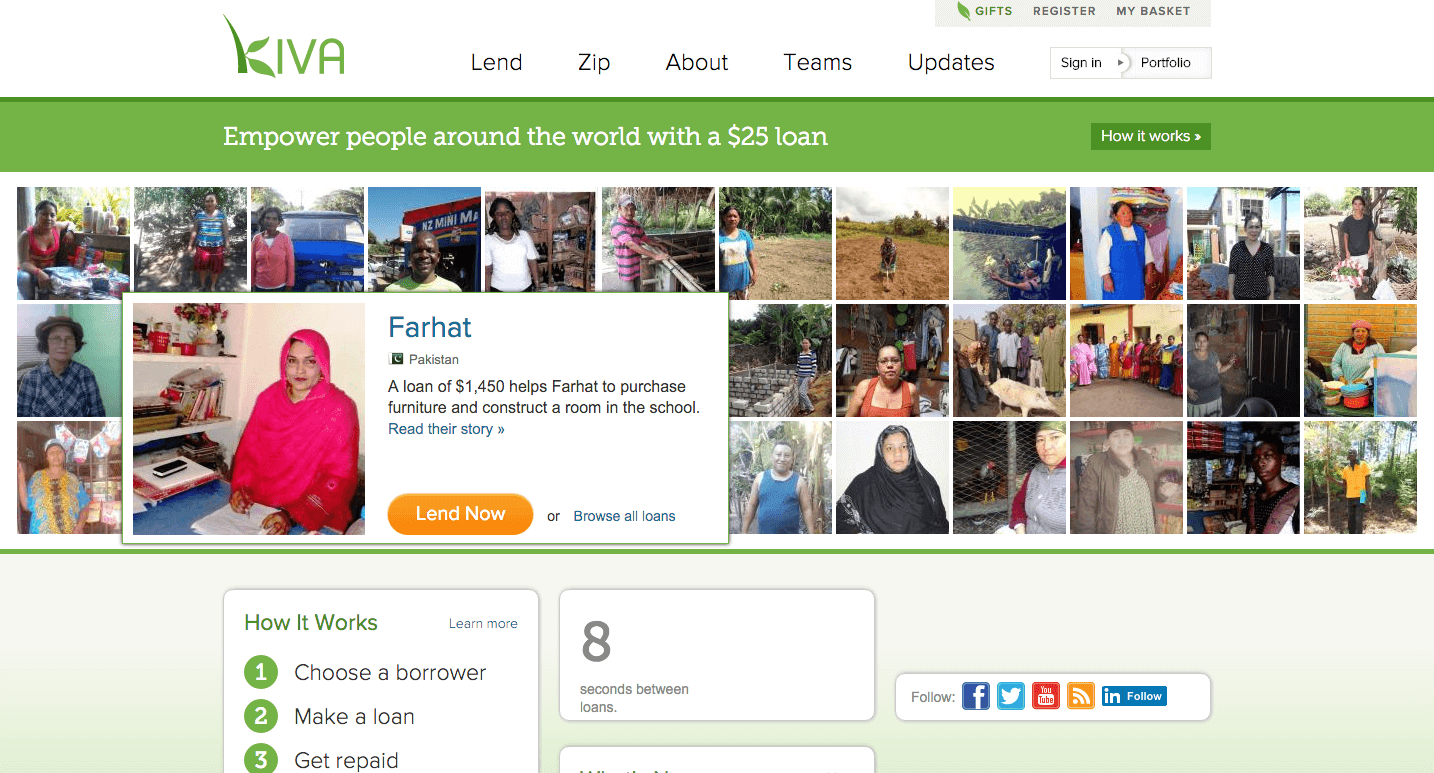 GIFTS REGISTER MY BASKET
KIVA
Lend Zip About Teams Updates
Sign in Portfolio
Empower people around the world with a $25 loan
How it works »
NZ MINI MA
Farhat
Pakistan
A loan of $1,450 helps Farhat to purchase
furniture and construct a room in the school.
Read their story »
Lend Now or Browse all loans
How It Works Learn more
1 Choose a borrower
2 Make a loan
3 Get repaid
8
seconds between
loans.
Follow: f You Tube in Follow